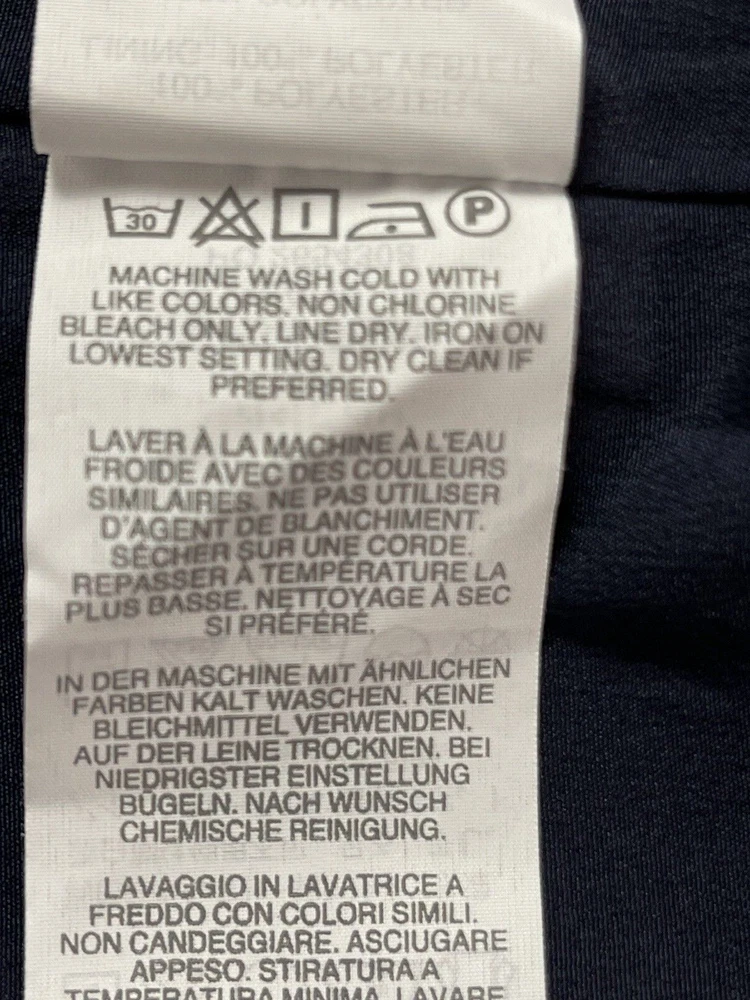 30 P
MACHINE WASH COLD WITH
LIKE COLORS. NON CHLORINE
BLEACH ONLY. LINE DRY. IRON ON
LOWEST SETTING. DRY CLEAN IF
PREFERRED.
LAVER À LA MACHINE À L'EAU
FROIDE AVEC DES COULEURS
SIMILAIRES. NE PAS UTILISER
D'AGENT DE BLANCHIMENT.
SÉCHER SUR UNE CORDE.
REPASSER À TEMPÉRATURE LA
PLUS BASSE. NETTOYAGE À SEC
SI PRÉFÉRÉ.
IN DER MASCHINE MIT ÄHNLICHEN
FARBEN KALT WASCHEN. KEINE
BLEICHMITTEL VERWENDEN.
AUF DER LEINE TROCKNEN. BEI
NIEDRIGSTER EINSTELLUNG
BÜGELN. NACH WUNSCH
CHEMISCHE REINIGUNG.
LAVAGGIO IN LAVATRICE A
FREDDO CON COLORI SIMILI.
NON CANDEGGIARE. ASCIUGARE
APPESO. STIRATURA A
TEMPERATURA MINIMA. LAVARE